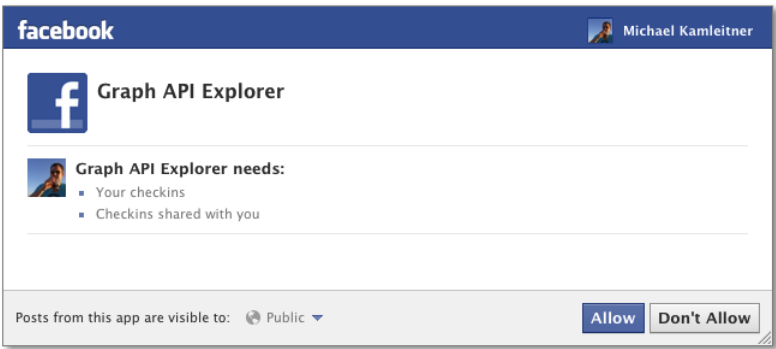 facebook
Michael Kamleitner
Graph API Explorer
Graph API Explorer needs:
Your checkins
Checkins shared with you
Posts from this app are visible to: Public
Allow
Don't Allow